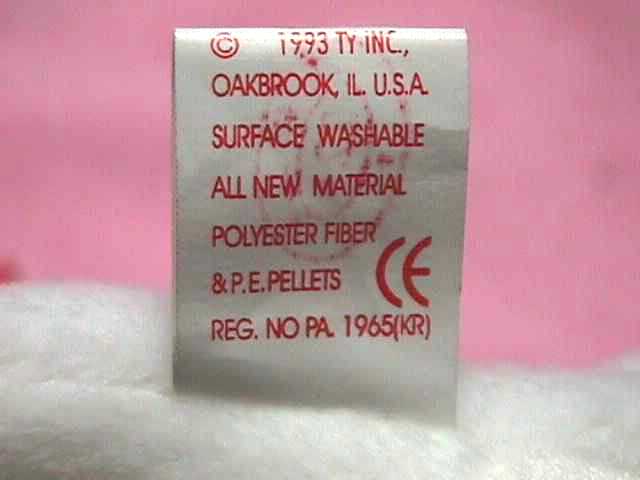 © 1993 TY INC.,
OAKBROOK, IL. U.S.A.
SURFACE WASHABLE
ALL NEW MATERIAL
POLYESTER FIBER
& P.E. PELLETS CE
REG. NO PA. 1965(KR)